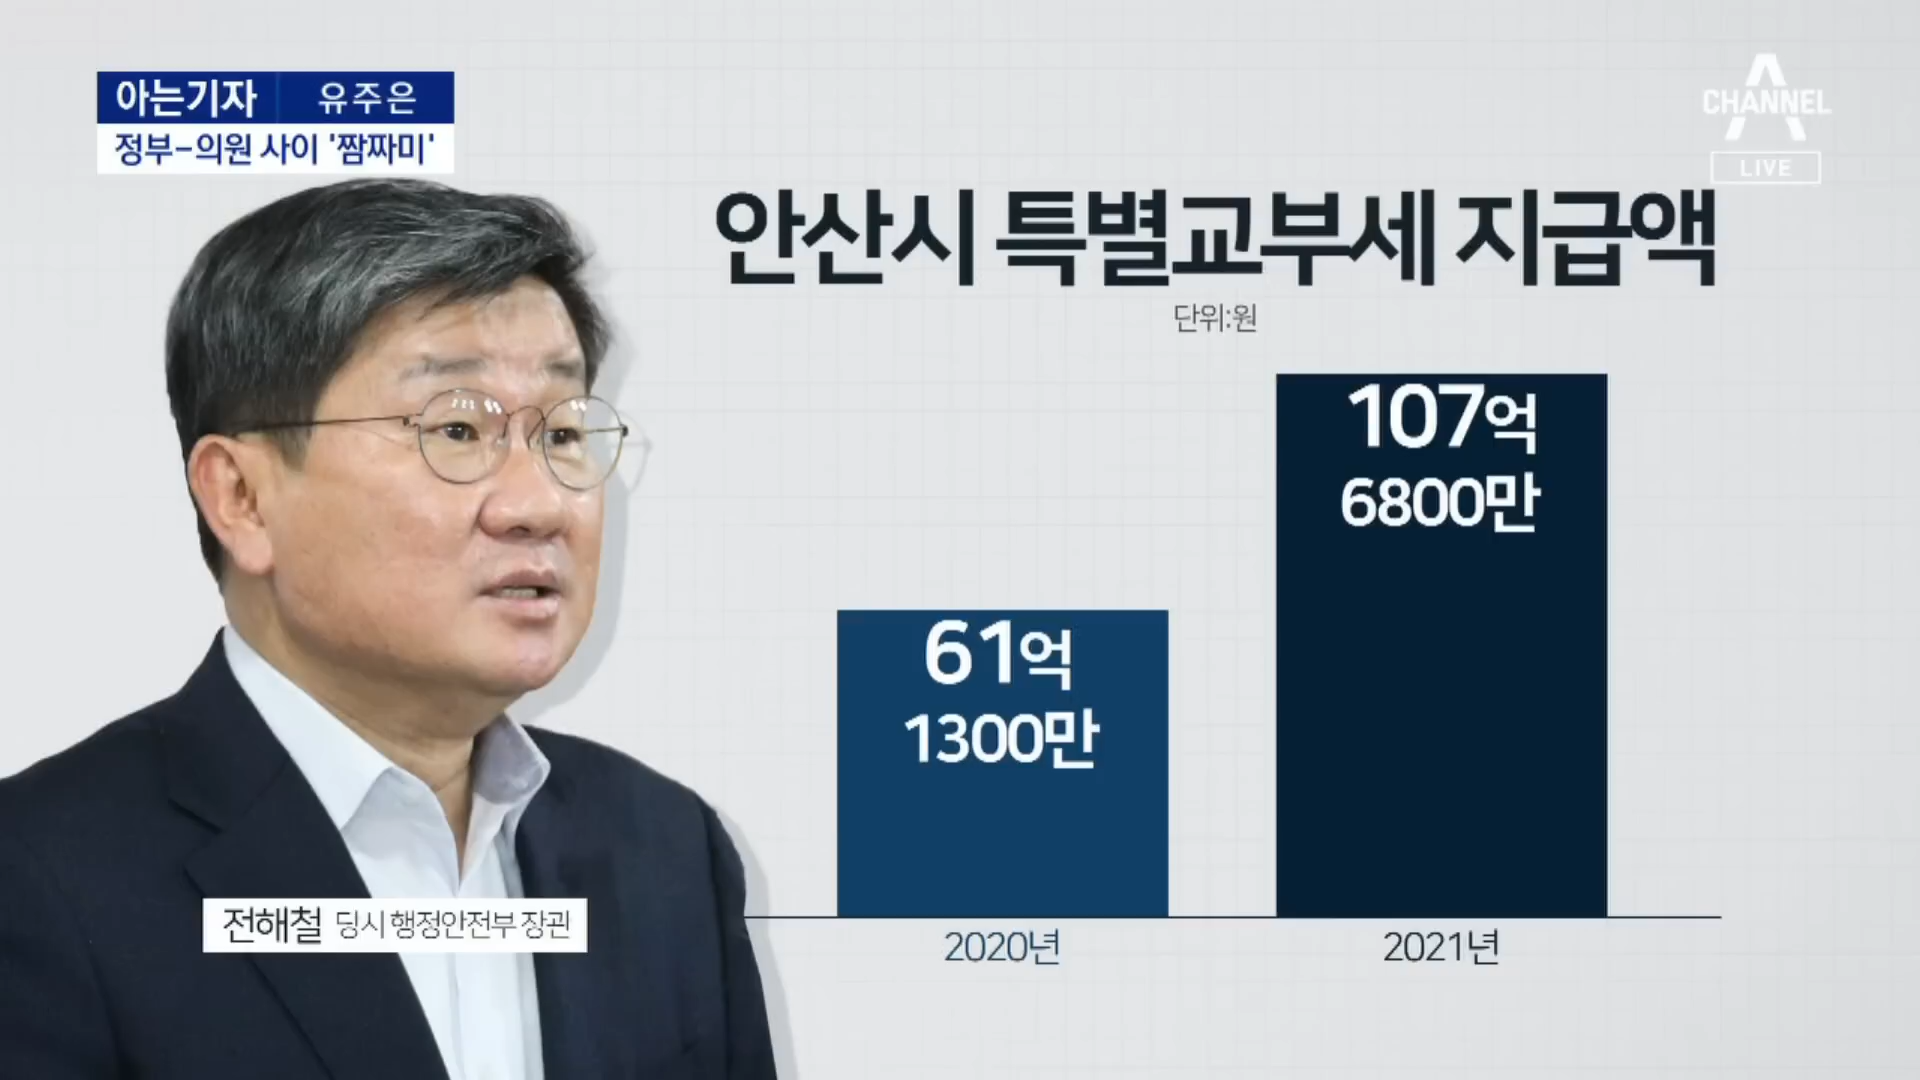 아는기자 유주은
정부-의원 사이 '짬짜미'
CHANNEL A
LIVE
안산시 특별교부세 지급액
단위:원
107억
6800만
61억
1300만
전해철 당시 행정안전부 장관
2020년
2021년